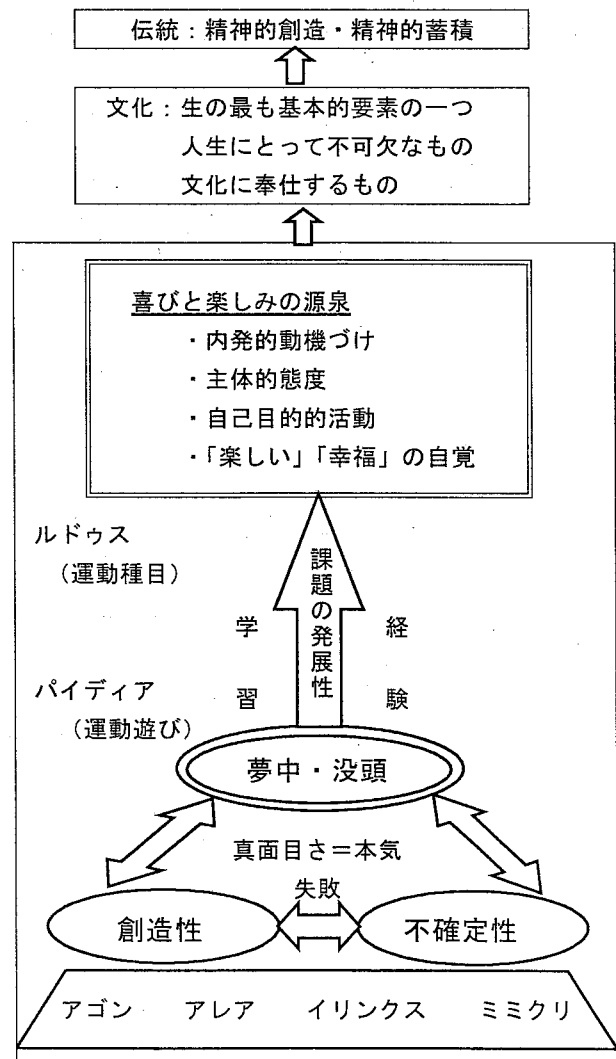 伝統：精神的創造・精神的蓄積
文化：生の最も基本的要素の一つ
人生にとって不可欠なもの
文化に奉仕するもの
喜びと楽しみの源泉
・内発的動機づけ
・主体的態度
・自己目的的活動
・「楽しい」「幸福」の自覚
ルドゥス
（運動種目）
課題の発展性
学習
経験
パイディア
（運動遊び）
夢中・没頭
真面目さ＝本気
失敗
創造性
不確定性
アゴン アレア イリンクス ミミクリ